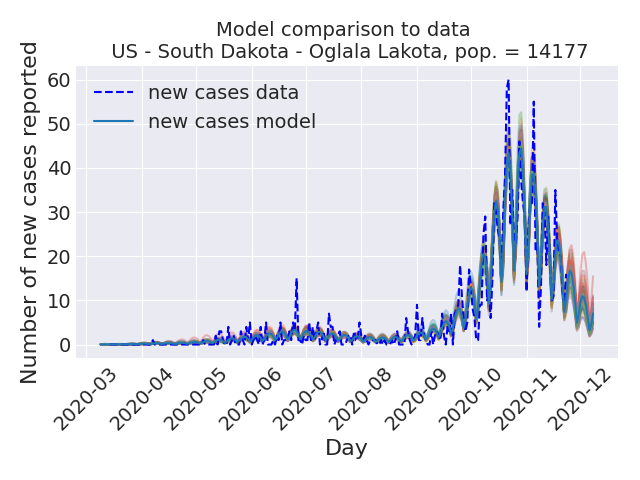 Model comparison to data
US - South Dakota - Oglala Lakota, pop. = 14177
Number of new cases reported
60
50
40
30
20
10
0
new cases data
new cases model
2020-03
2020-04
2020-05
2020-06
2020-07
2020-08
2020-09
2020-10
2020-11
2020-12
Day